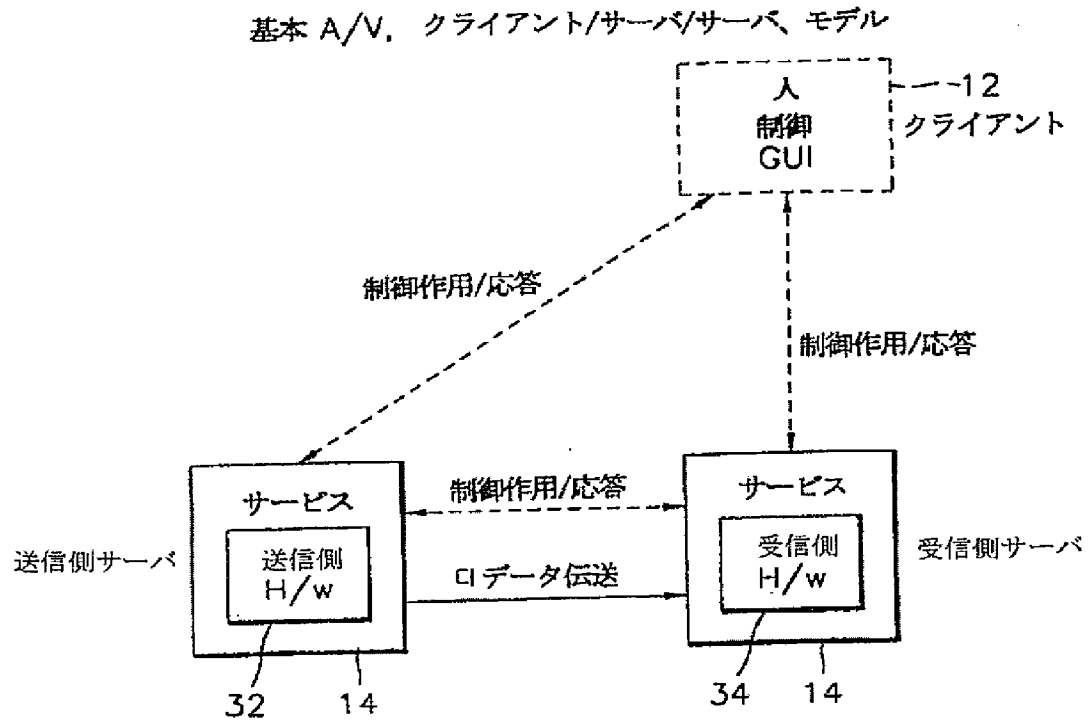 基本 A/V, クライアント/サーバ/サーバ、モデル
人
制御
GUI
12
クライアント
制御作用/応答
制御作用/応答
サービス
送信側
H/w
送信側サーバ
制御作用/応答
CIデータ伝送
サービス
受信側
H/w
受信側サーバ
32
14
34
14